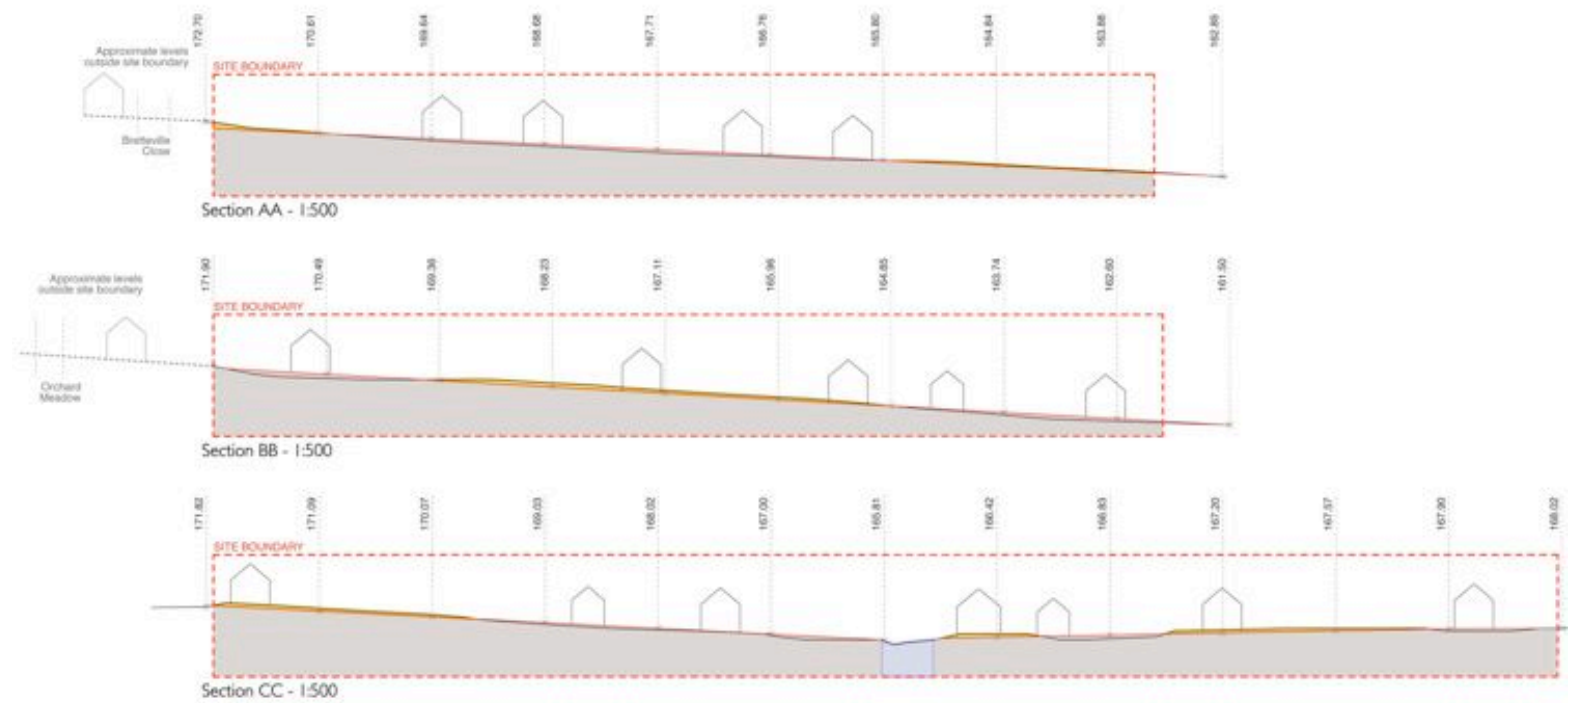 172.70
170.61
169.64
168.68
167.71
166.76
165.80
164.84
163.88
162.88
Approximate levels
outside site boundary
SITE BOUNDARY
Bretteville
Close
Section AA - 1:500
171.90
170.49
169.36
168.23
167.11
165.96
164.85
163.74
162.60
161.50
Approximate levels
outside site boundary
SITE BOUNDARY
Orchard
Meadow
Section BB - 1:500
171.82
171.09
170.07
169.03
168.02
167.00
165.81
166.42
166.83
167.20
167.57
167.90
168.02
SITE BOUNDARY
Section CC - 1:500